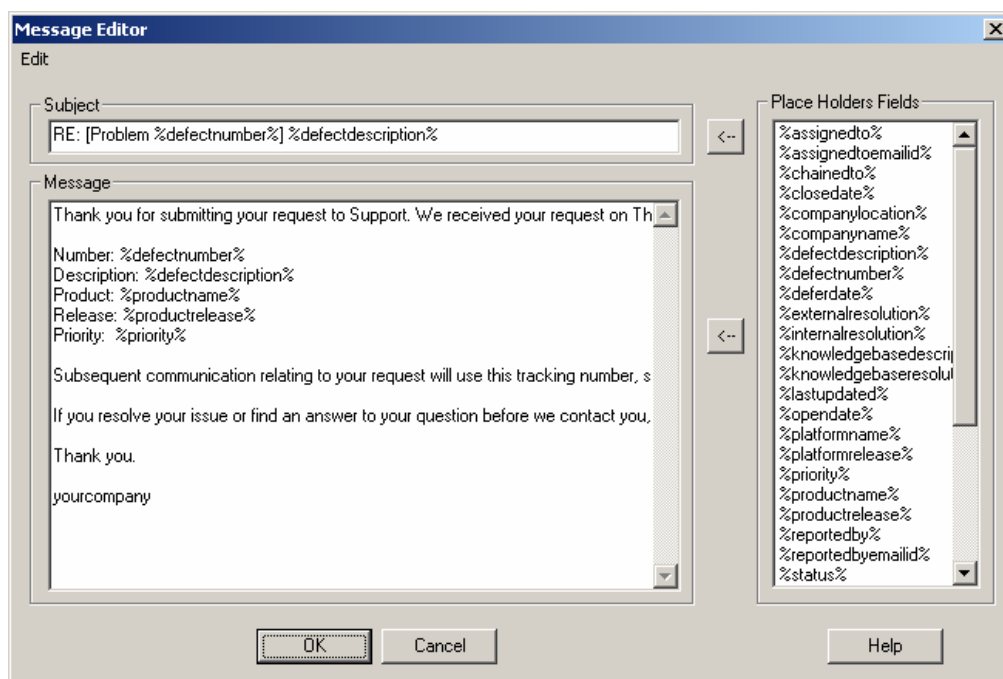 Message Editor
Edit
Subject
RE: [Problem %defectnumber%] %defectdescription%
<--
Message
Thank you for submitting your request to Support. We received your request on Th
Number: %defectnumber%
Description: %defectdescription%
Product: %productname%
Release: %productrelease%
Priority:  %priority%
Subsequent communication relating to your request will use this tracking number, s
If you resolve your issue or find an answer to your question before we contact you,
Thank you.
yourcompany
<--
Place Holders Fields
%assignedto%
%assignedtoemailid%
%chainedto%
%closedate%
%companylocation%
%companyname%
%defectdescription%
%defectnumber%
%deferdate%
%externalresolution%
%internalresolution%
%knowledgebasedescrip
%knowledgebaseresolut
%lastupdated%
%opendate%
%platformname%
%platformrelease%
%priority%
%productname%
%productrelease%
%reportedby%
%reportedbyemailid%
%status%
OK
Cancel
Help